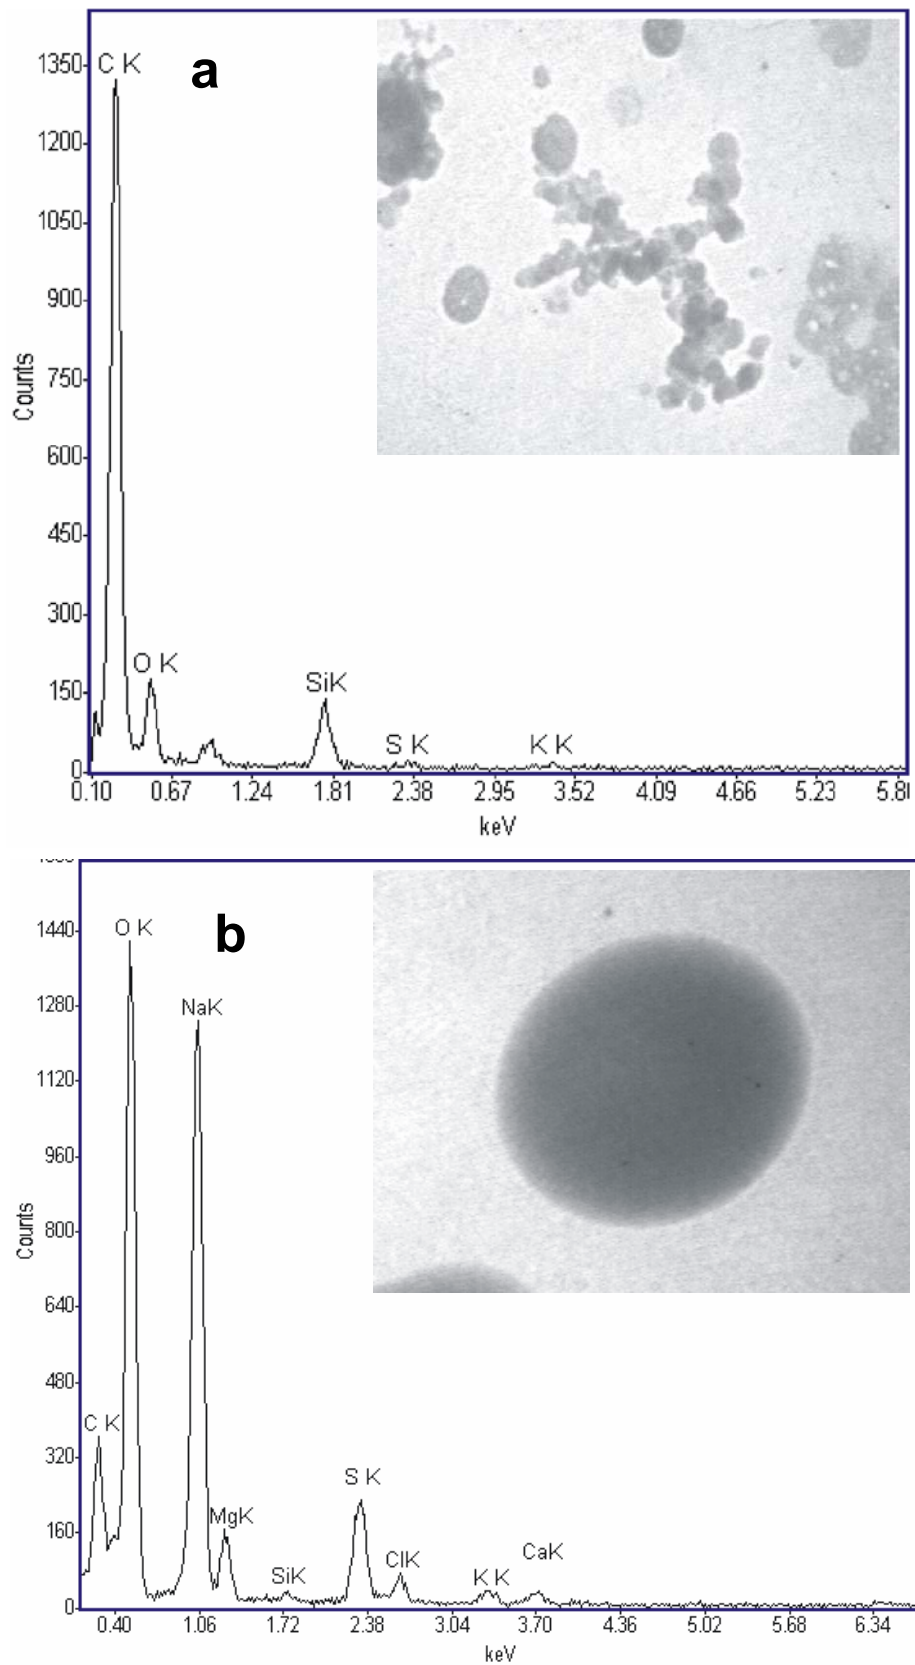 a
1350
C K
1200
1050
900
750
600
450
300
150
0
Counts
O K
SiK
S K
K K
0.10 0.67 1.24 1.81 2.38 2.95 3.52 4.09 4.66 5.23
keV
b
1440
O K
1280
NaK
1120
960
800
640
480
320
160
0
Counts
C K
MgK
SiK
S K
ClK
K K
CaK
0.40 1.06 1.72 2.38 3.04 3.70 4.36 5.02 5.68 6.34
keV